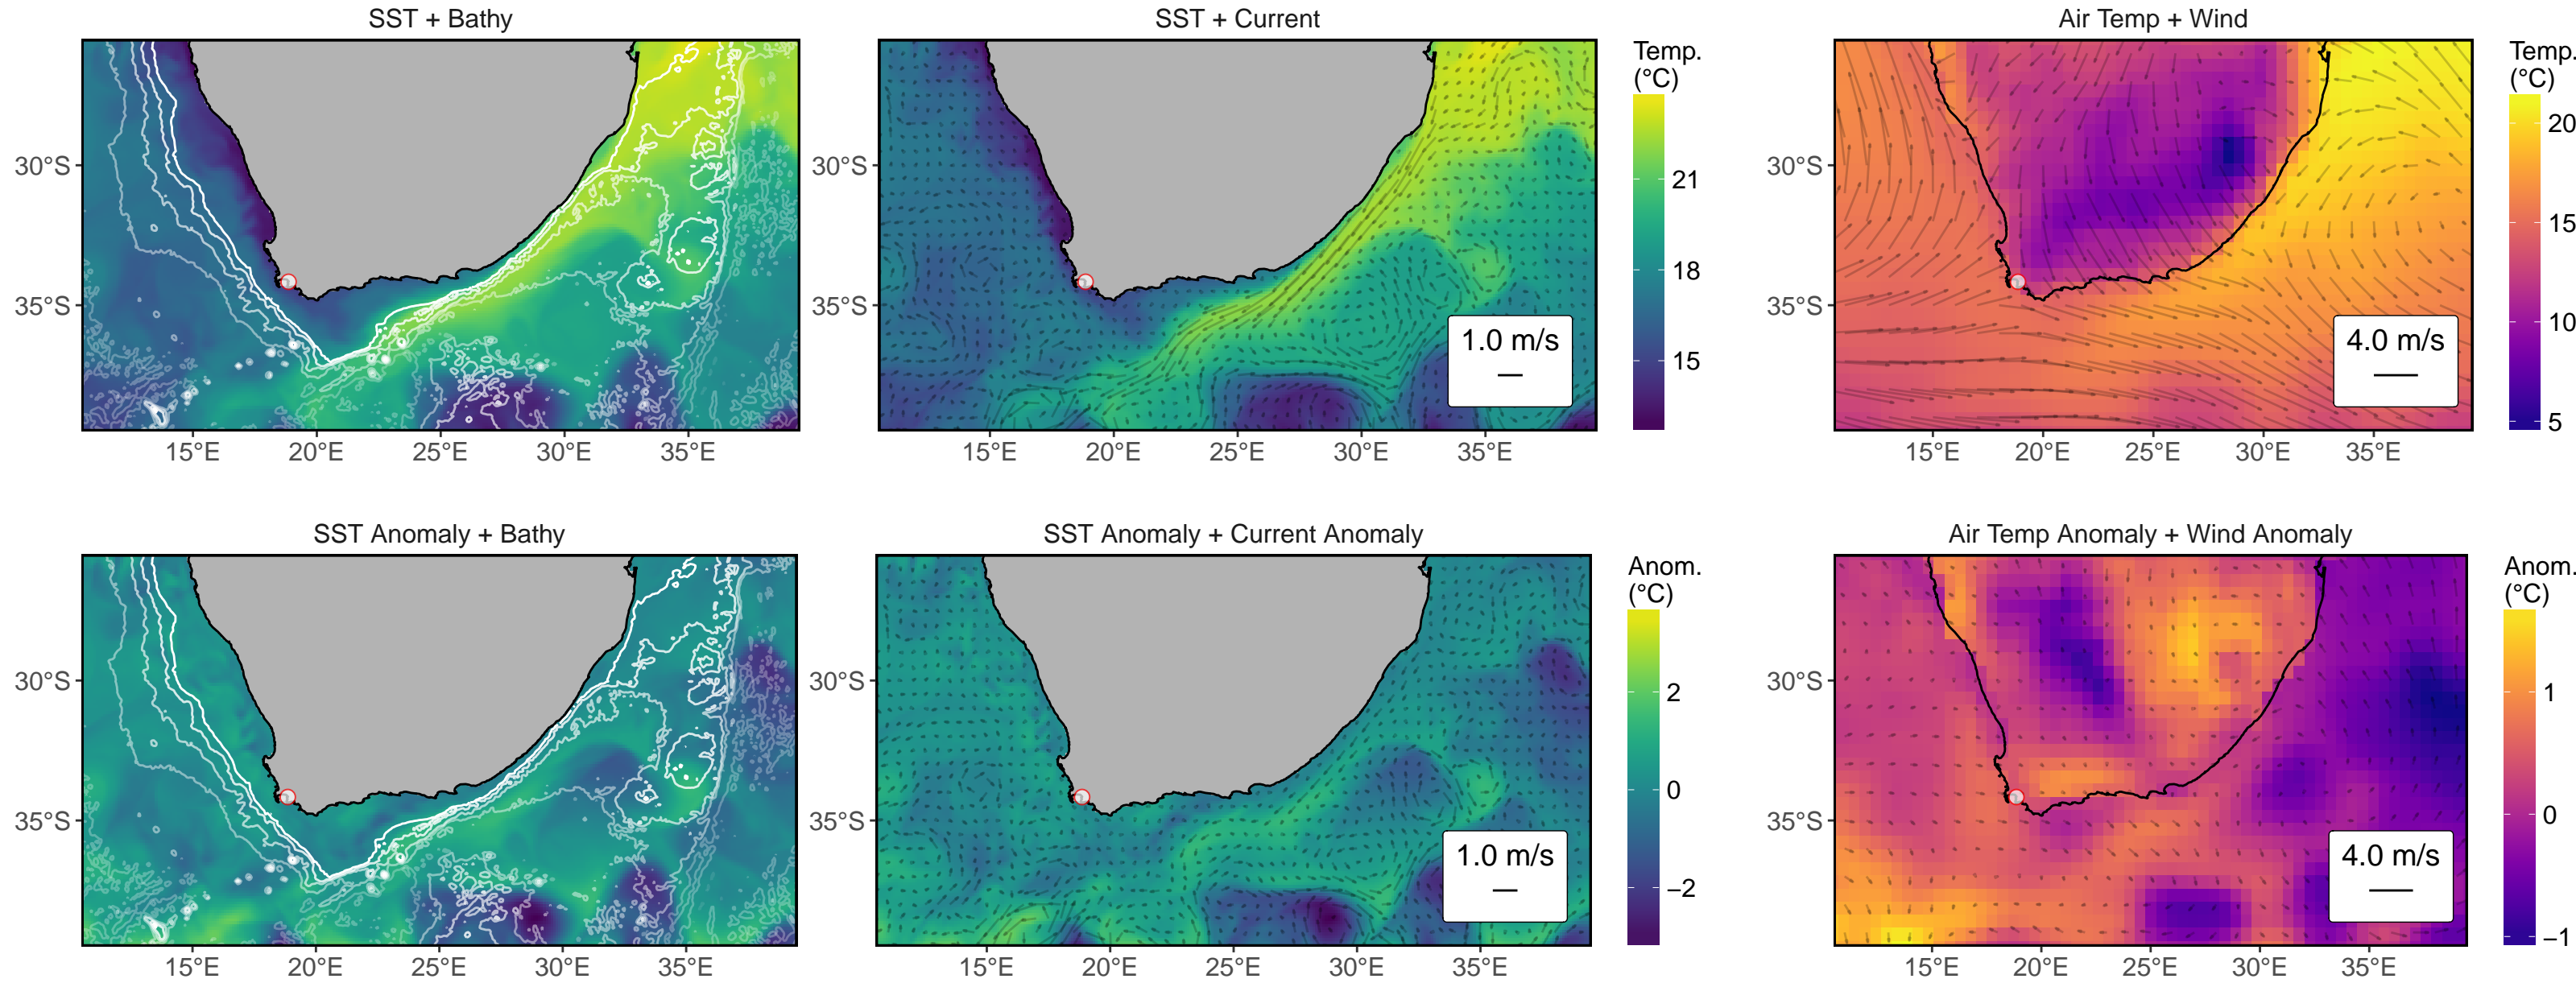 SST + Bathy
SST + Current
Air Temp + Wind
30°S
35°S
15°E 20°E 25°E 30°E 35°E
30°S
35°S
15°E 20°E 25°E 30°E 35°E
1.0 m/s
Temp.
(°C)
21
18
15
30°S
35°S
15°E 20°E 25°E 30°E 35°E
4.0 m/s
Temp.
(°C)
20
15
10
5
SST Anomaly + Bathy
SST Anomaly + Current Anomaly
Air Temp Anomaly + Wind Anomaly
30°S
35°S
15°E 20°E 25°E 30°E 35°E
30°S
35°S
15°E 20°E 25°E 30°E 35°E
1.0 m/s
Anom.
(°C)
2
0
−2
30°S
35°S
15°E 20°E 25°E 30°E 35°E
4.0 m/s
Anom.
(°C)
1
0
−1